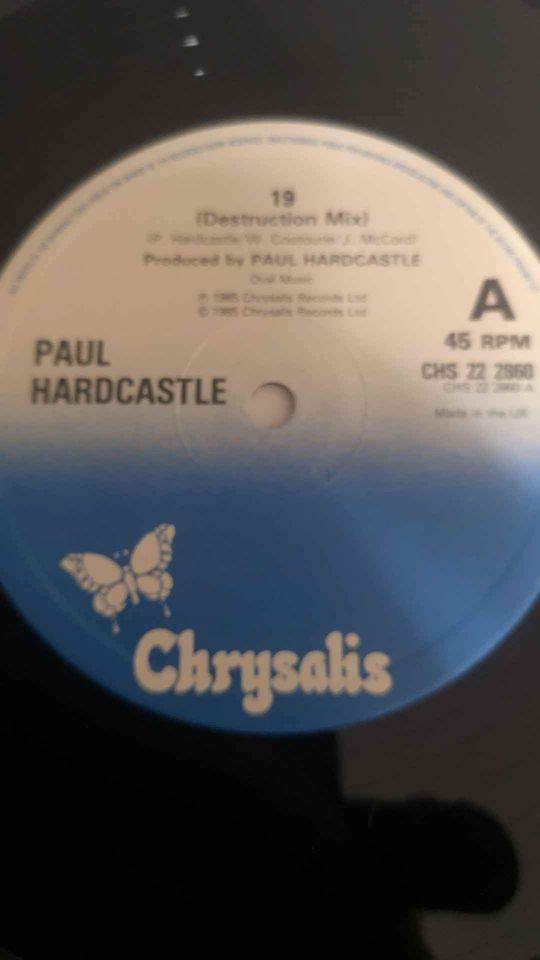 19
(Destruction Mix)
(P. Hardcastle/W. Coutourie/J. McCord)
Produced by PAUL HARDCASTLE
Oval Music
℗ 1985 Chrysalis Records Ltd
© 1985 Chrysalis Records Ltd
A
45 RPM
CHS 22 2860
CHS 22 2860-A
Made in the UK
PAUL
HARDCASTLE
Chrysalis